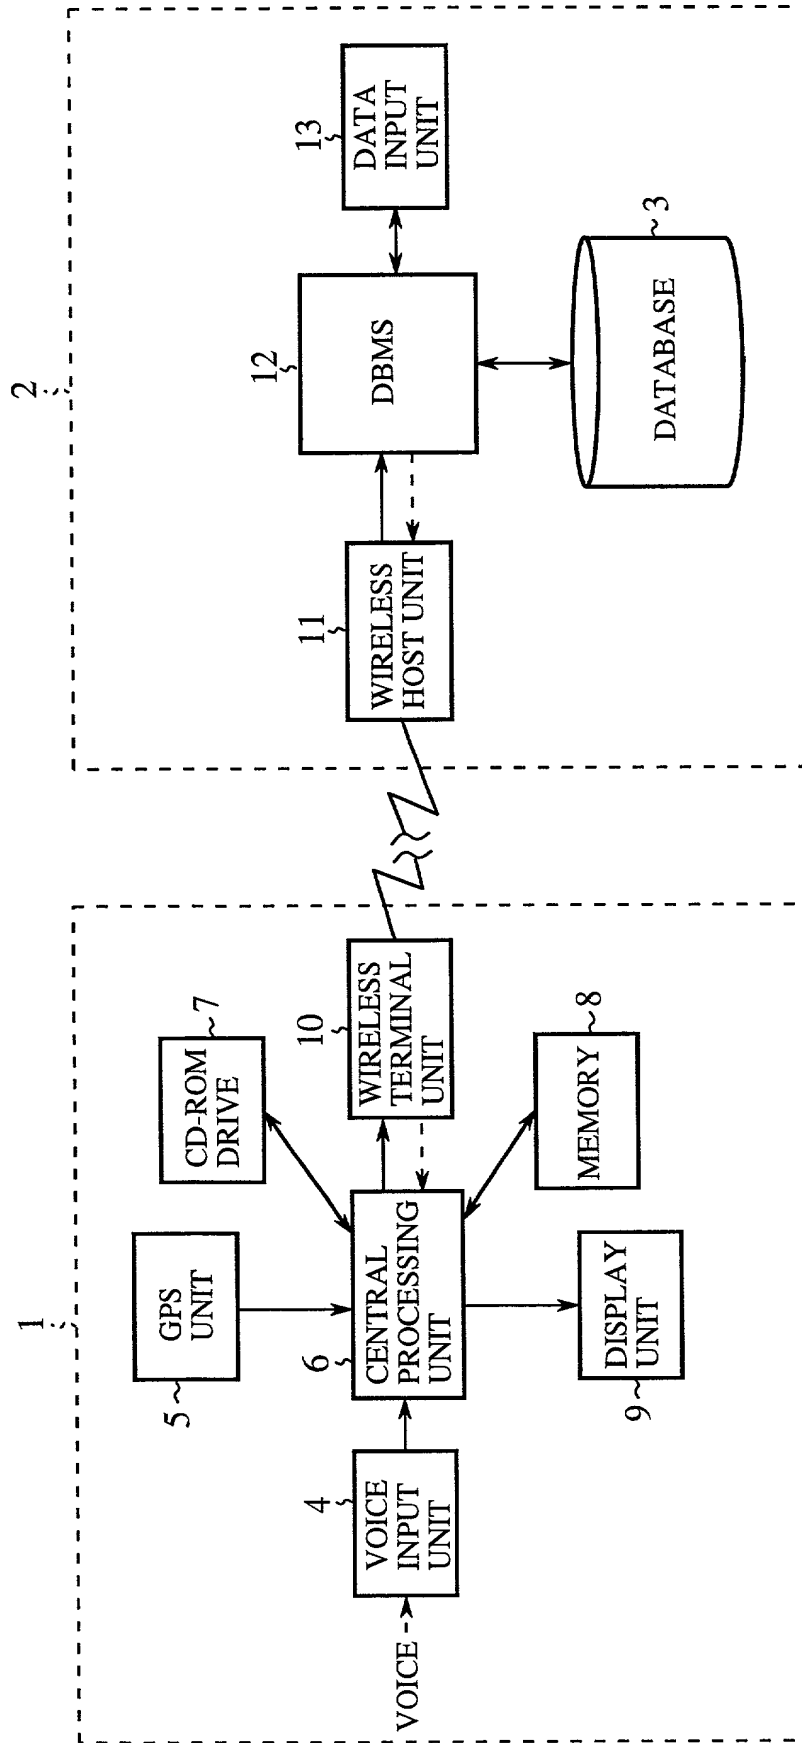 1
2
5
GPS
UNIT
7
CD-ROM
DRIVE
VOICE
4
VOICE
INPUT
UNIT
6
CENTRAL
PROCESSING
UNIT
10
WIRELESS
TERMINAL
UNIT
9
DISPLAY
UNIT
8
MEMORY
11
WIRELESS
HOST UNIT
12
DBMS
13
DATA
INPUT
UNIT
3
DATABASE